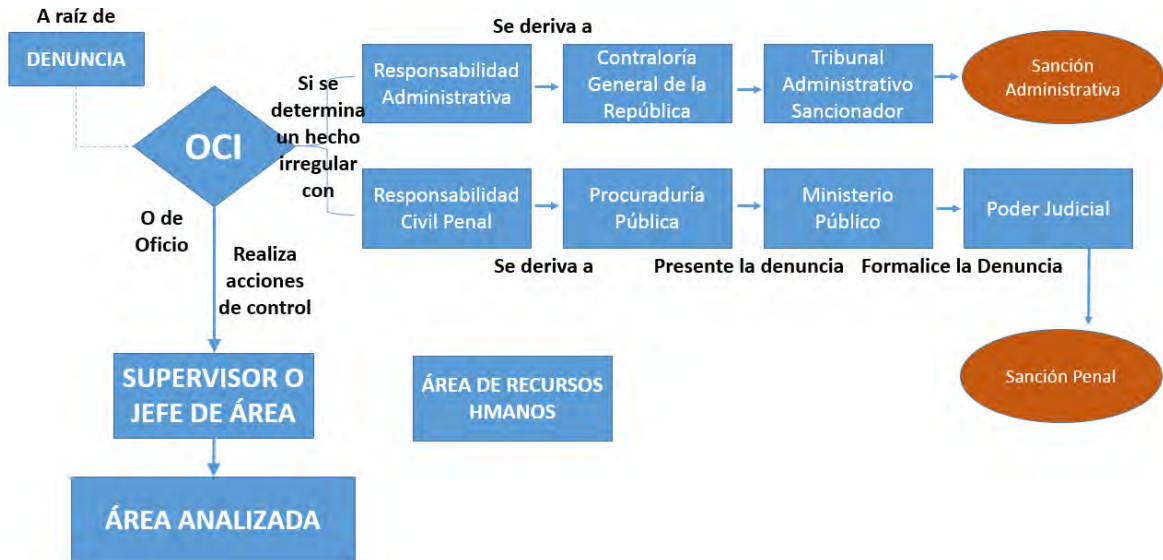 A raíz de
DENUNCIA
OCI
Si se
determina
un hecho
irregular
con
Se deriva a
Responsabilidad
Administrativa
Contraloría
General de la
República
Tribunal
Administrativo
Sancionador
Sanción
Administrativa
Responsabilidad
Civil Penal
Procuraduría
Pública
Ministerio
Público
Poder Judicial
Se deriva a
Presente la denuncia
Formalice la Denuncia
Sanción Penal
O de
Oficio
Realiza
acciones
de control
SUPERVISOR O
JEFE DE ÁREA
ÁREA DE RECURSOS
HMANOS
ÁREA ANALIZADA